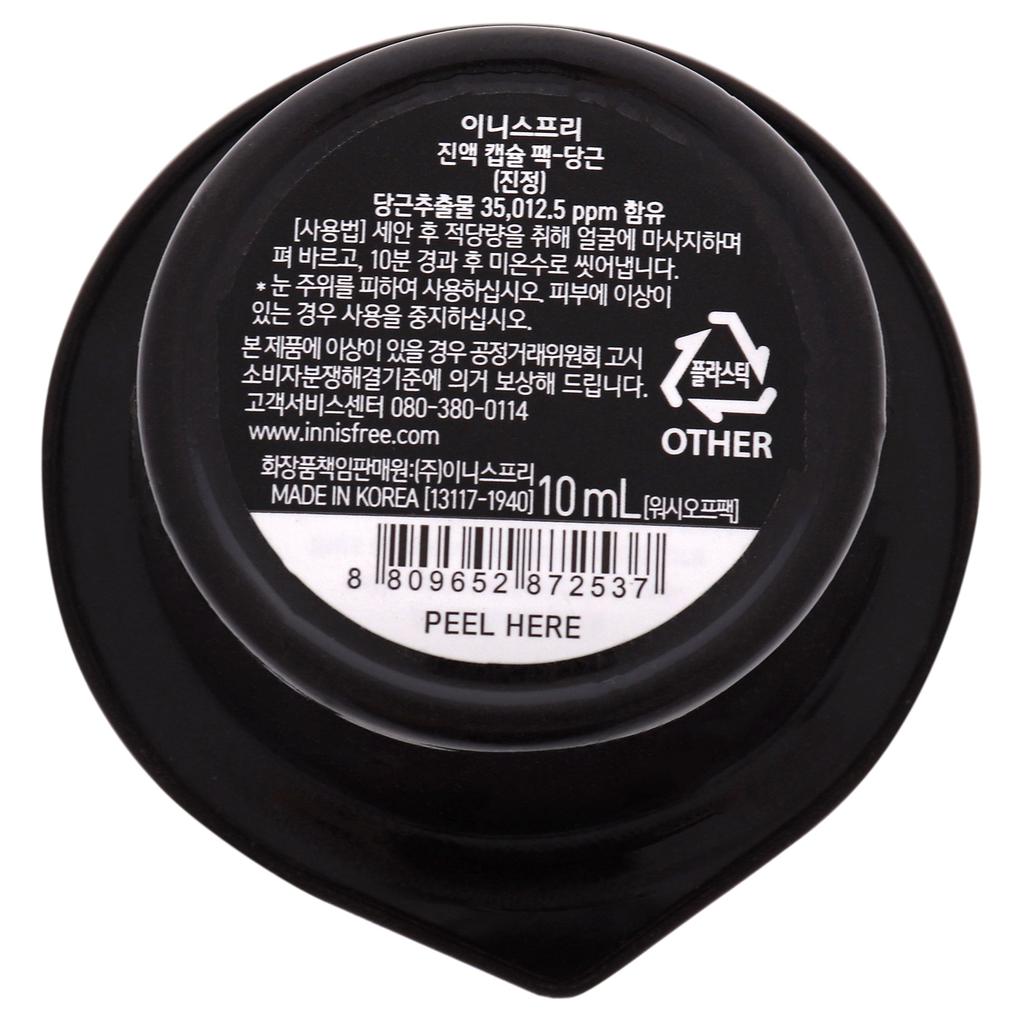 이니스프리
진액 캡슐 팩-당근
(진정)
당근추출물 35,012.5 ppm 함유
[사용법] 세안 후 적당량을 취해 얼굴에 마사지하며
펴 바르고, 10분 경과 후 미온수로 씻어냅니다.
* 눈 주위를 피하여 사용하십시오. 피부에 이상이
있는 경우 사용을 중지하십시오.
본 제품에 이상이 있을 경우 공정거래위원회 고시
소비자분쟁해결기준에 의거 보상해 드립니다.
고객서비스센터 080-380-0114
www.innisfree.com
플라스틱
OTHER
화장품책임판매원:(주)이니스프리
MADE IN KOREA [13117-1940] 10 mL [워시오프팩]
8 809652 872537
PEEL HERE